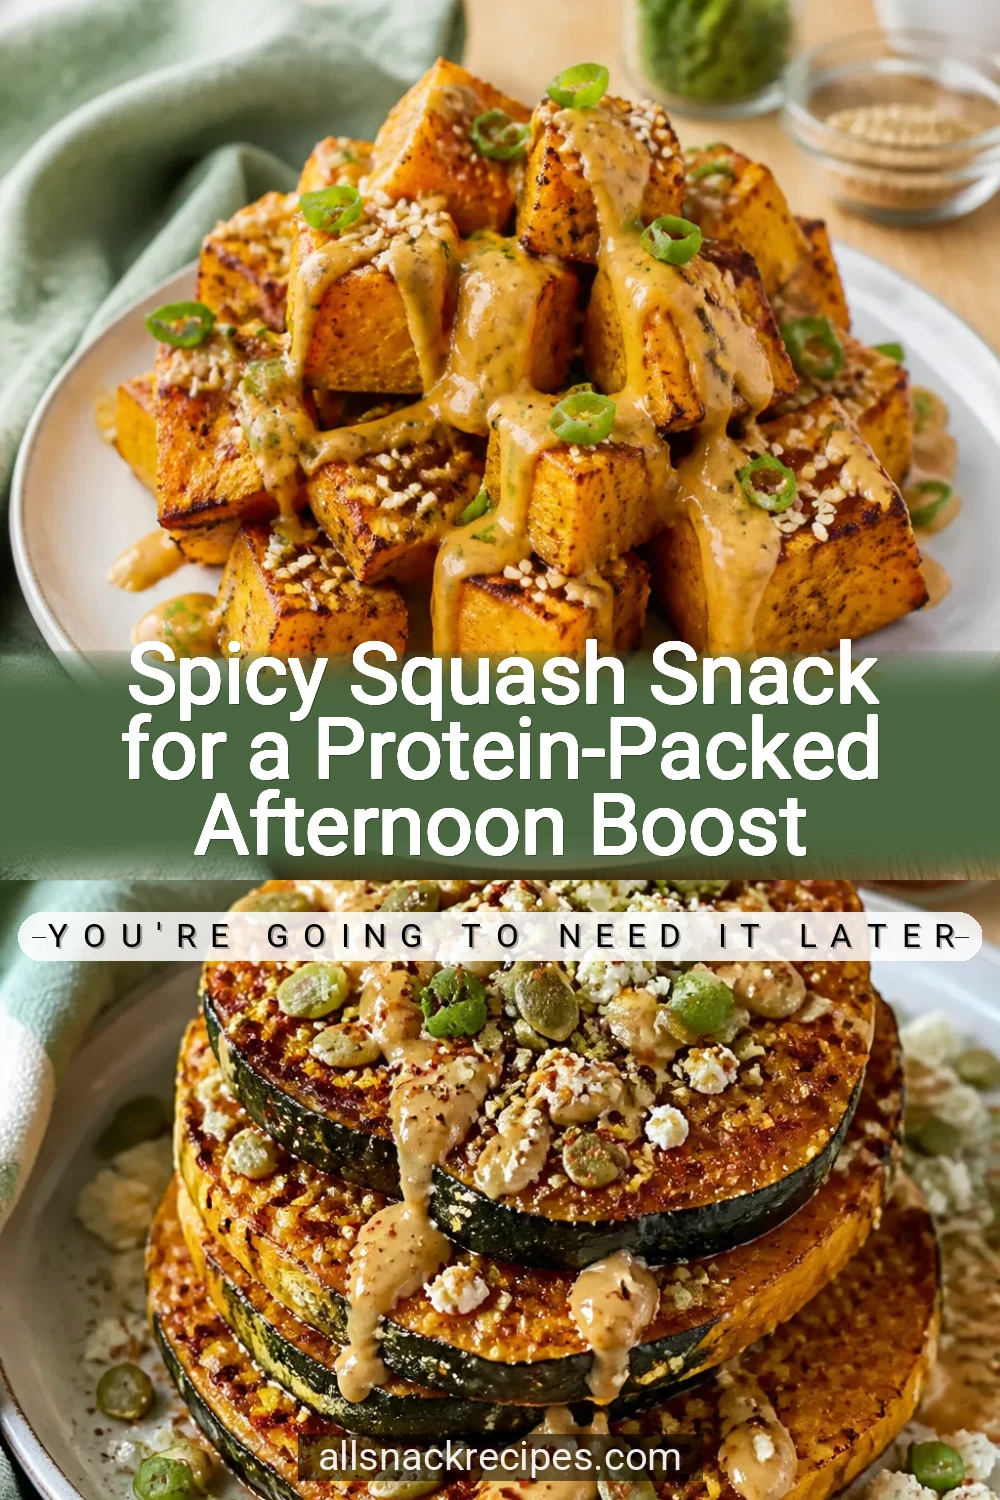 Spicy Squash Snack
for a Protein-Packed
Afternoon Boost
YOU'RE GOING TO NEED IT LATER
allsnackrecipes.com